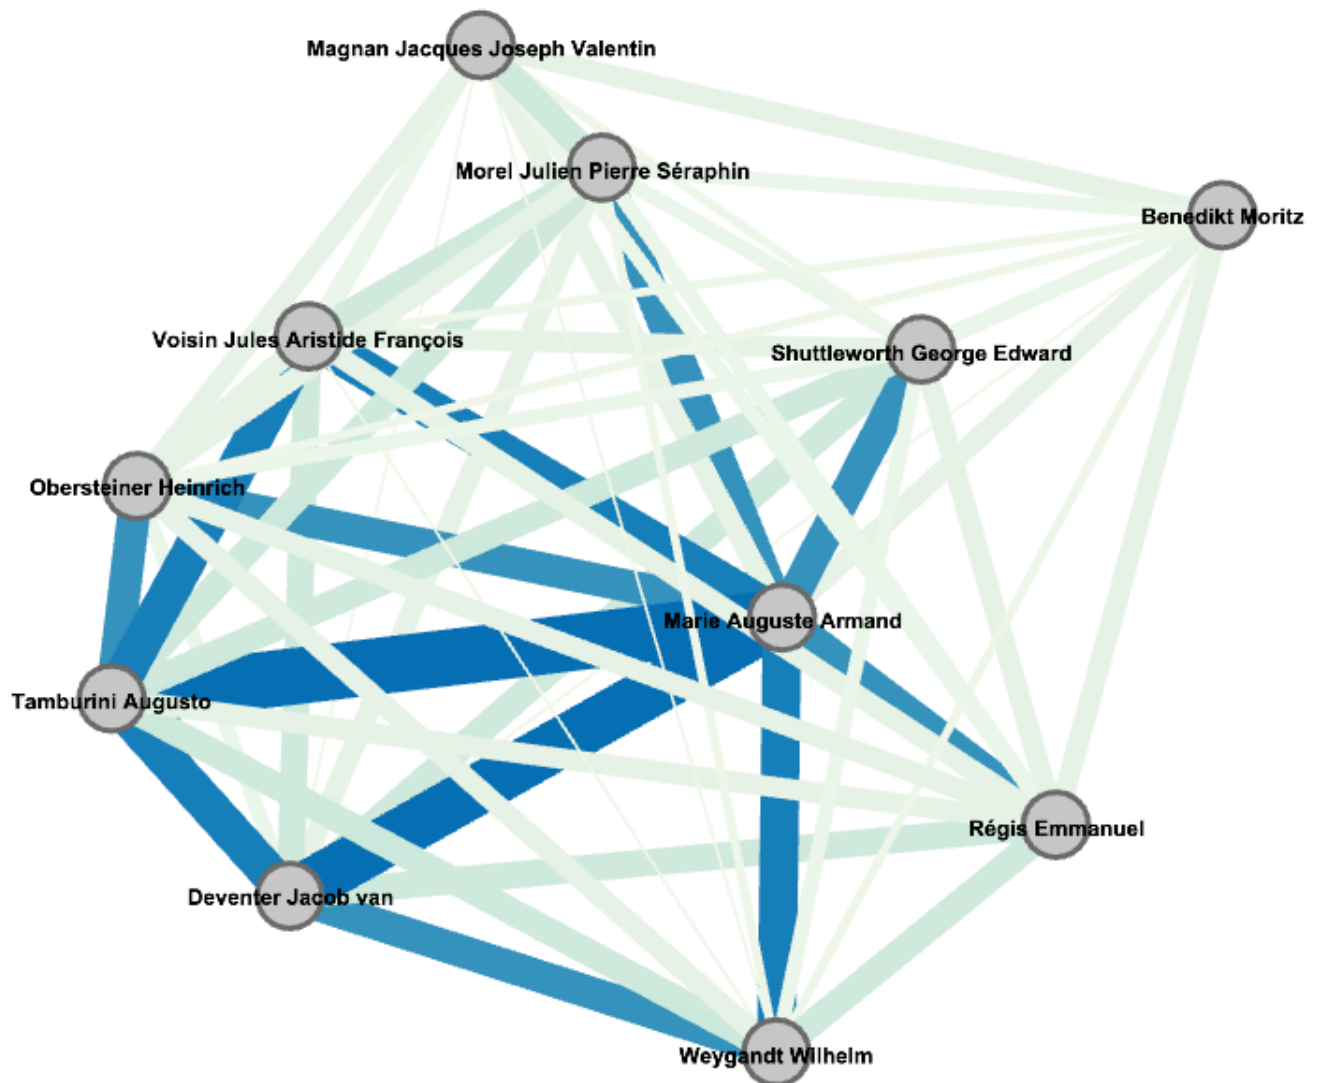 Magnan Jacques Joseph Valentin
Morel Julien Pierre Séraphin
Benedikt Moritz
Voisin Jules Aristide François
Shuttleworth George Edward
Obersteiner Heinrich
Marie Auguste Armand
Tamburini Augusto
Régis Emmanuel
Deventer Jacob van
Weygandt Wilhelm